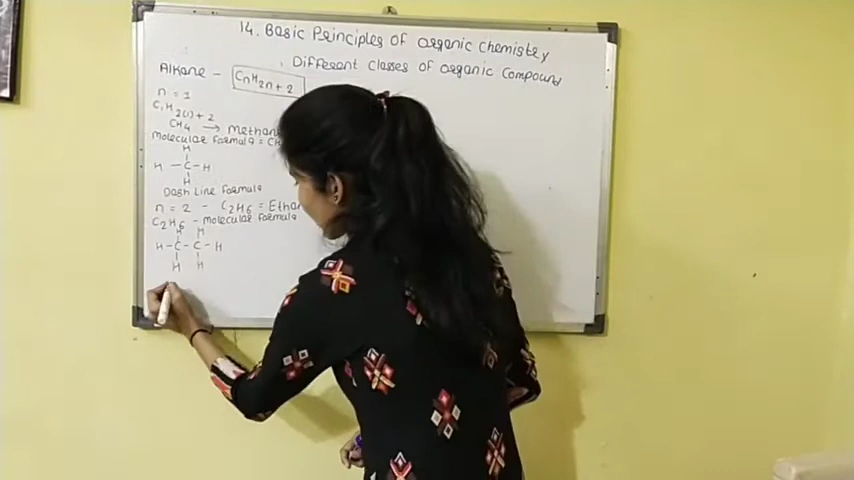 14. Basic Principles of organic Chemistry
Different Classes of organic Compound
Alkane - CnH2n+2
n = 1
C1H2(1)+2
CH4 → Methan
Molecular Formula = CH
H
H - C - H
H
Dash Line Formula
n = 2 - C2H6 = Ethan
C2H6 - Molecular Formula
H H
H - C - C - H
H H